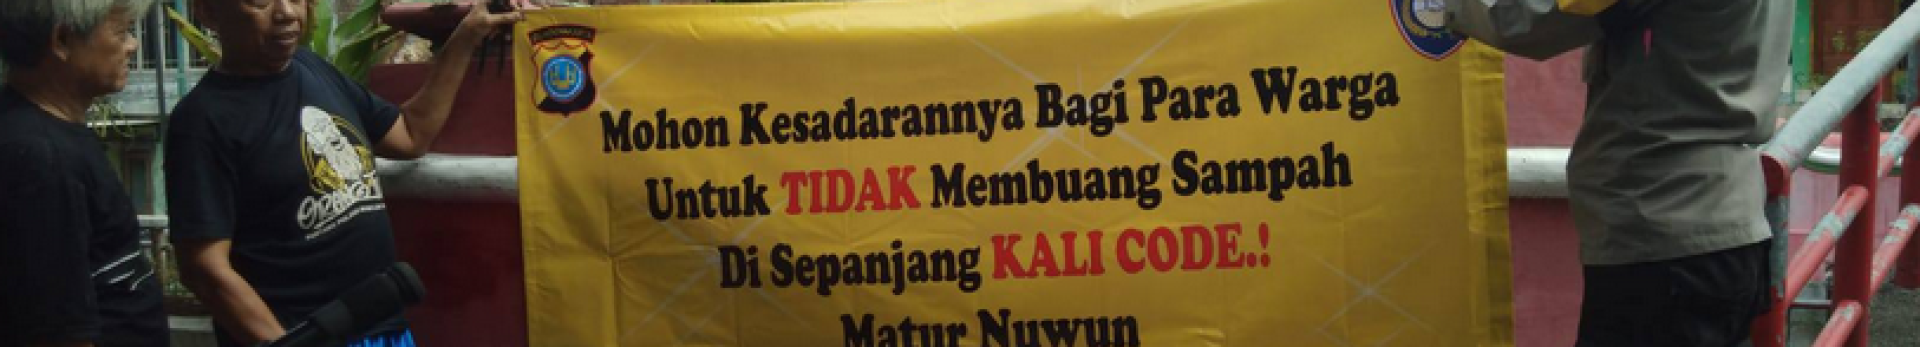 Mohon Kesadarannya Bagi Para Warga
Untuk TIDAK Membuang Sampah
Di Sepanjang KALI CODE.!
Matur Nuwun